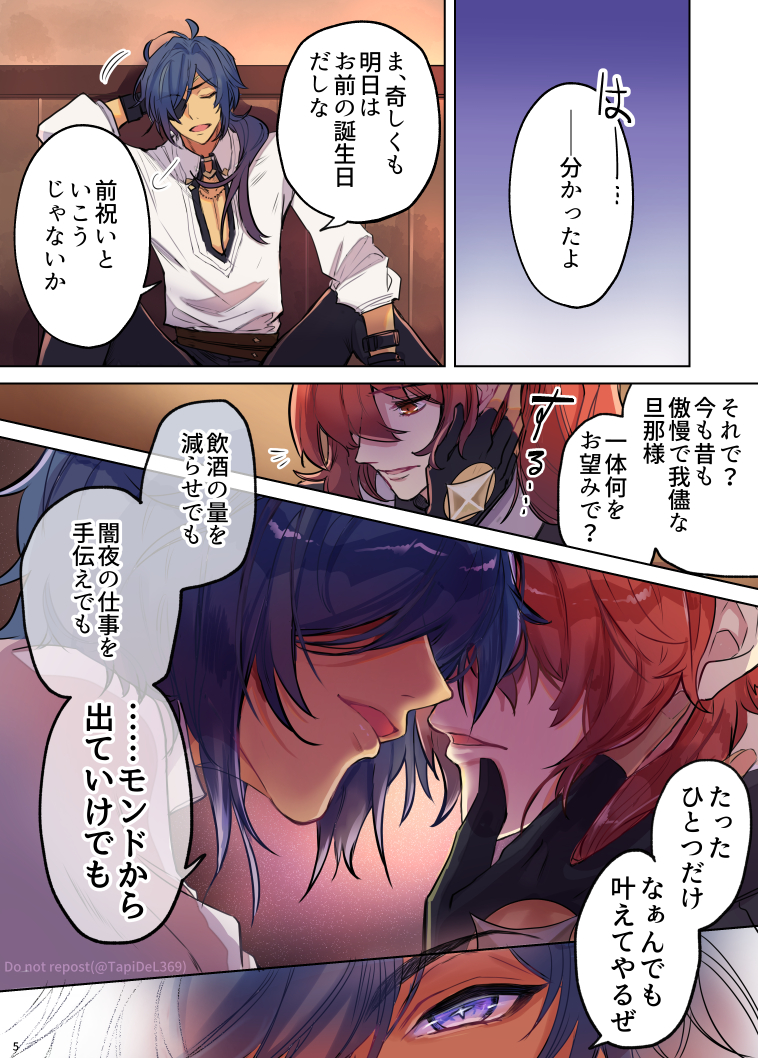 は、…
──分かったよ
ま、奇しくも
明日は
お前の誕生日
だしな
前祝いと
いこう
じゃないか
それで？
今も昔も
傲慢で我儘な
旦那様
一体何を
お望みで？
する…
飲酒の量を
減らせでも
闇夜の仕事を
手伝えでも
……モンドから
出ていけでも
たった
ひとつだけ
なぁんでも
叶えてやるぜ
Do not repost(@TapiDeL369)
5